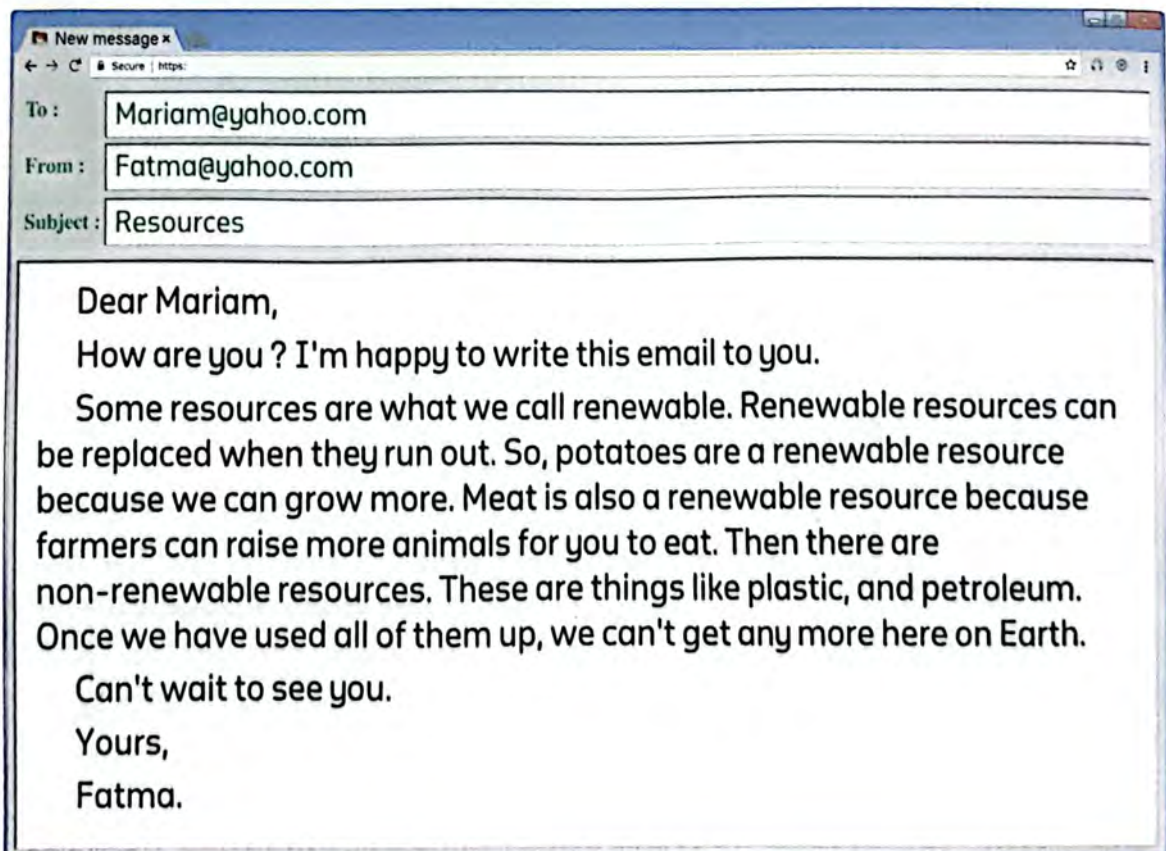 New message ×
Secure | https:
To : Mariam@yahoo.com
From : Fatma@yahoo.com
Subject : Resources
Dear Mariam,
How are you ? I'm happy to write this email to you.
Some resources are what we call renewable. Renewable resources can
be replaced when they run out. So, potatoes are a renewable resource
because we can grow more. Meat is also a renewable resource because
farmers can raise more animals for you to eat. Then there are
non-renewable resources. These are things like plastic, and petroleum.
Once we have used all of them up, we can't get any more here on Earth.
Can't wait to see you.
Yours,
Fatma.